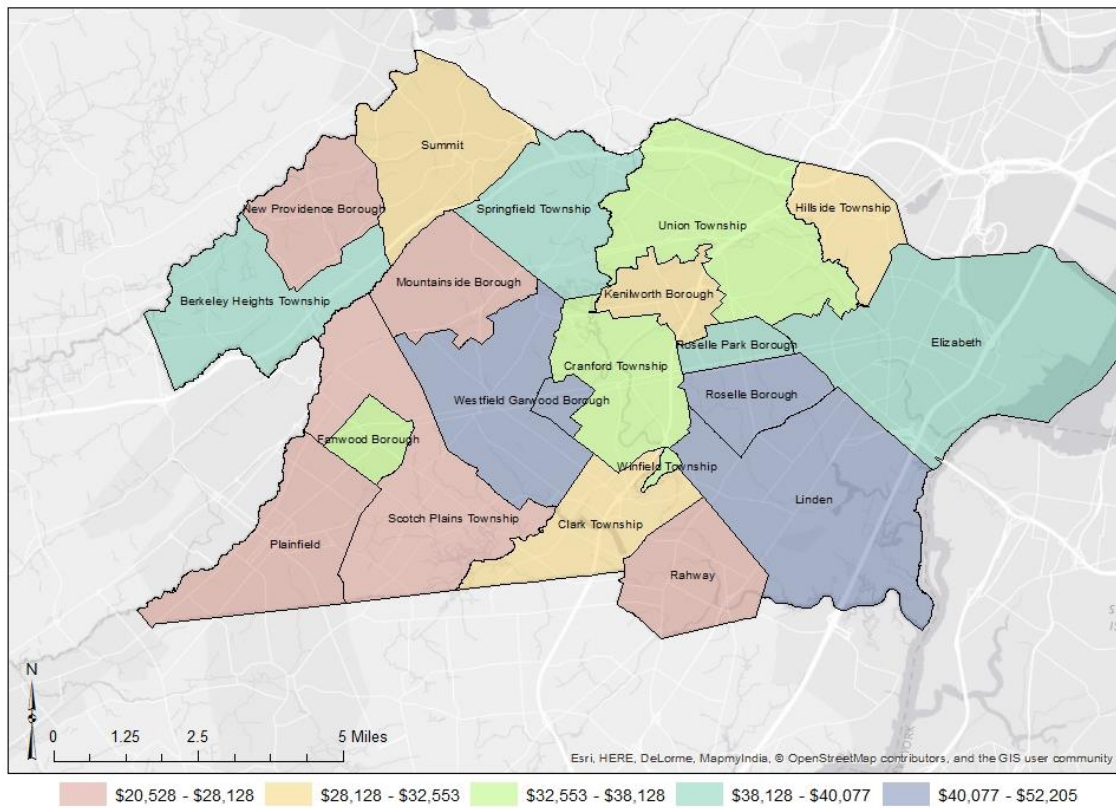 Summit
New Providence Borough
Springfield Township
Hillside Township
Union Township
Mountainside Borough
Kenilworth Borough
Berkeley Heights Township
Roselle Park Borough
Elizabeth
Cranford Township
Westfield Garwood Borough
Roselle Borough
Fanwood Borough
Winfield Township
Linden
Scotch Plains Township
Clark Township
Plainfield
Rahway
N
0 1.25 2.5 5 Miles
Esri, HERE, DeLorme, MapmyIndia, © OpenStreetMap contributors, and the GIS user community
$20,528 - $28,128 $28,128 - $32,553 $32,553 - $38,128 $38,128 - $40,077 $40,077 - $52,205